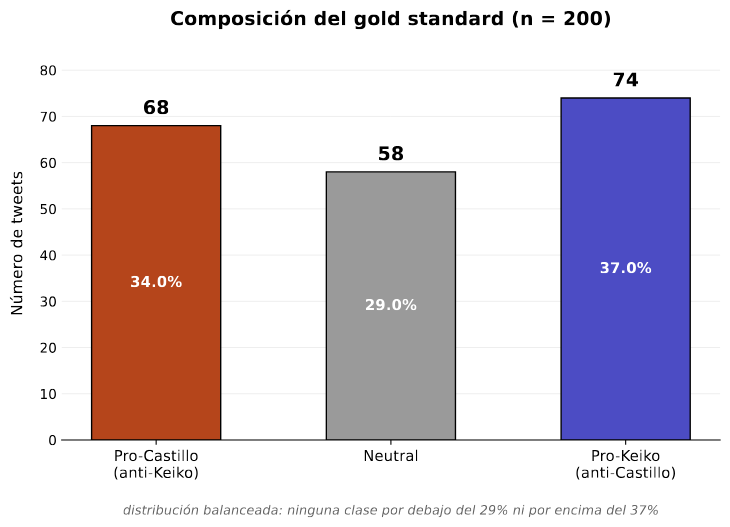 Composición del gold standard (n = 200)
Número de tweets
80
70
60
50
40
30
20
10
0
68
58
74
34.0%
29.0%
37.0%
Pro-Castillo
(anti-Keiko)
Neutral
Pro-Keiko
(anti-Castillo)
distribución balanceada: ninguna clase por debajo del 29% ni por encima del 37%